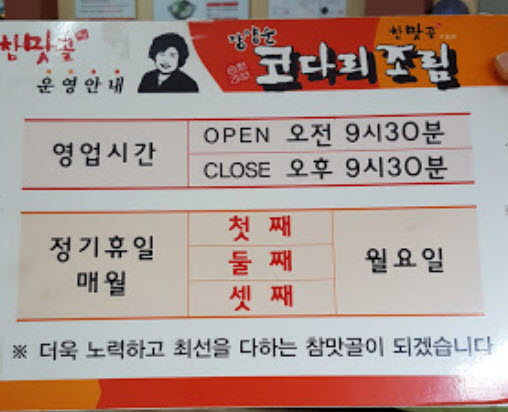 참맛골
운영안내
코다리조림
참맛골
영업시간
OPEN 오전 9시30분
CLOSE 오후 9시30분
정기휴일
매월
첫 째
둘 째
셋 째
월요일
※ 더욱 노력하고 최선을 다하는 참맛골이 되겠습니다